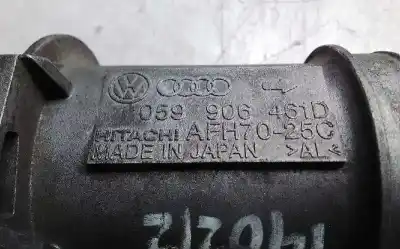 059 906 461D
HITACHI AFH70-25C
MADE IN JAPAN >AL<